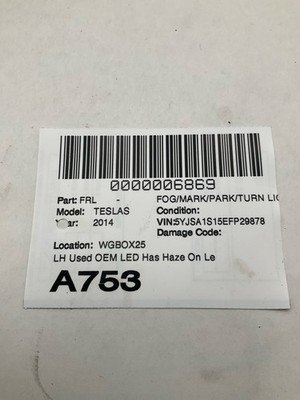 0000006869
Part: FRL - FOG/MARK/PARK/TURN LIG
Model: TESLAS Condition:
Year: 2014 VIN:5YJSA1S15EFP29878
Damage Code:
Location: WGBOX25
LH Used OEM LED Has Haze On Le
A753